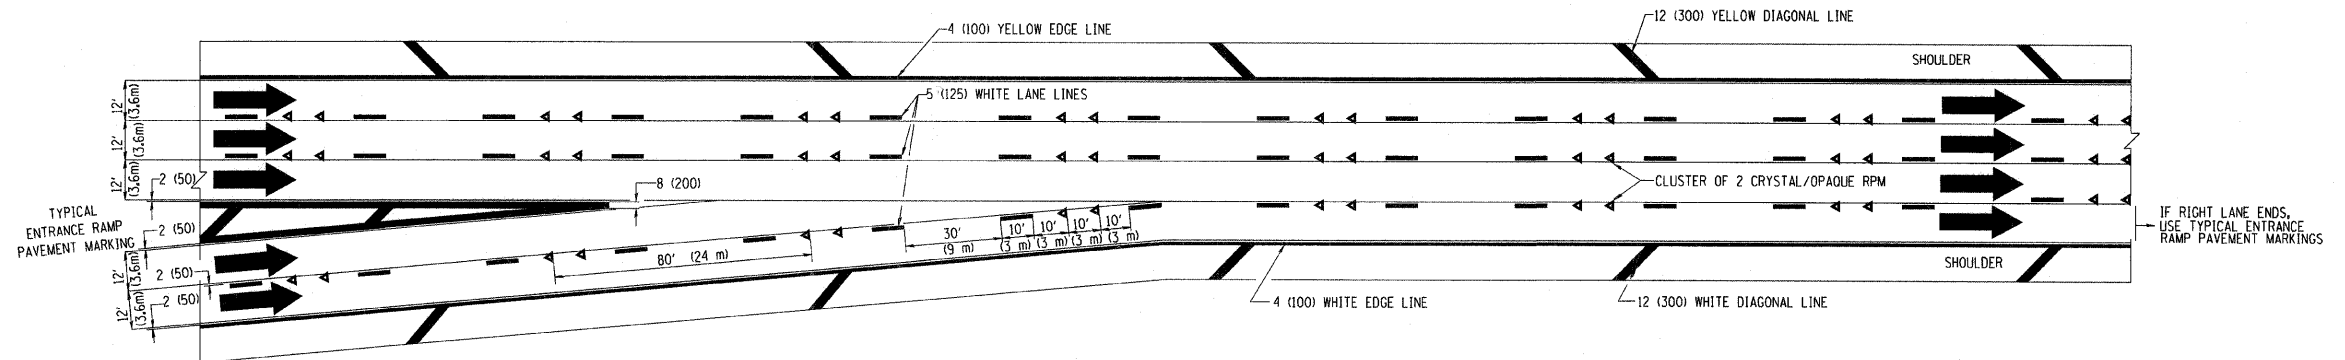 12 (300) YELLOW DIAGONAL LINE
4 (100) YELLOW EDGE LINE
SHOULDER
12'
(3.6m)
5 (125) WHITE LANE LINES
12'
(3.6m)
12'
(3.6m)
2 (50)
8 (200)
CLUSTER OF 2 CRYSTAL/OPAQUE RPM
TYPICAL
ENTRANCE RAMP
PAVEMENT MARKING
2 (50)
IF RIGHT LANE ENDS,
USE TYPICAL ENTRANCE
RAMP PAVEMENT MARKINGS
30'
(9 m)
10'
(3 m)
10'
(3 m)
10'
(3 m)
10'
(3 m)
80' (24 m)
12'
(3.6m)
2 (50)
SHOULDER
12'
(3.6m)
2 (50)
4 (100) WHITE EDGE LINE
12 (300) WHITE DIAGONAL LINE